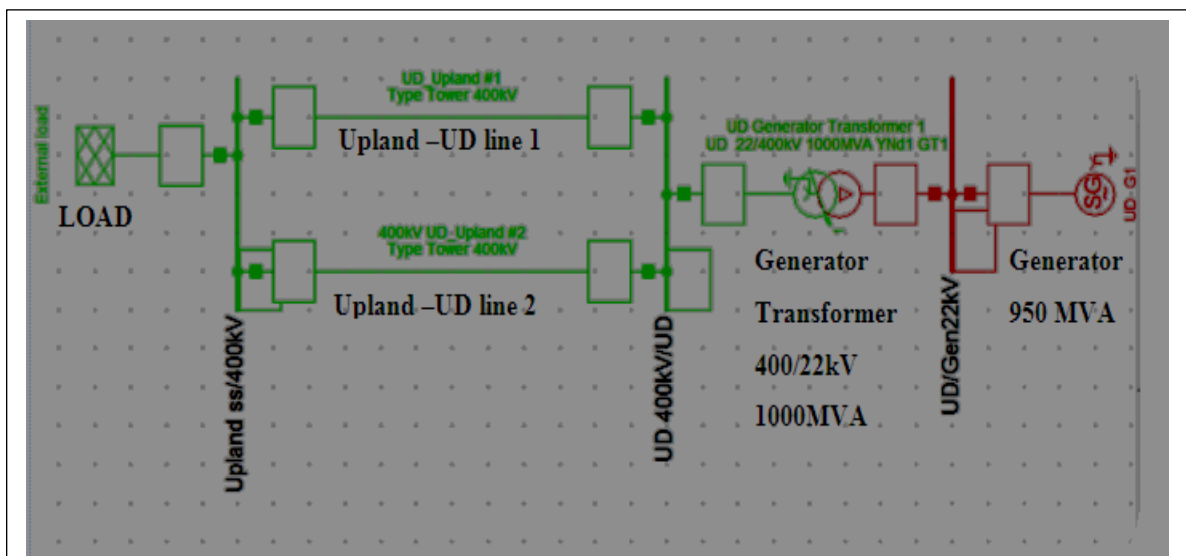 External load
LOAD
Upland ss/400kV
UD_Upland #1
Type Tower 400kV
Upland –UD line 1
400kV UD_Upland #2
Type Tower 400kV
Upland –UD line 2
UD 400kV/UD
UD Generator Transformer 1
UD 22/400kV 1000MVA YNd1 GT1
Generator
Transformer
400/22kV
1000MVA
UD/Gen22kV
SG
UD_G1
Generator
950 MVA